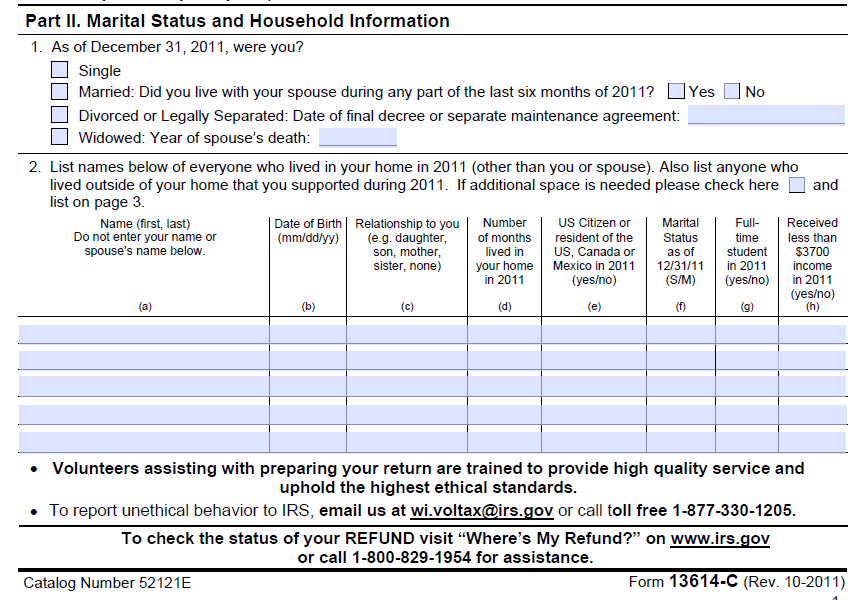 Part II. Marital Status and Household Information
1. As of December 31, 2011, were you?
Single
Married: Did you live with your spouse during any part of the last six months of 2011? Yes No
Divorced or Legally Separated: Date of final decree or separate maintenance agreement:
Widowed: Year of spouse's death:
2. List names below of everyone who lived in your home in 2011 (other than you or spouse). Also list anyone who
lived outside of your home that you supported during 2011. If additional space is needed please check here and
list on page 3.
Name (first, last)
Do not enter your name or
spouse's name below.
(a)
Date of Birth
(mm/dd/yy)
(b)
Relationship to you
(e.g. daughter,
son, mother,
sister, none)
(c)
Number
of months
lived in
your home
in 2011
(d)
US Citizen or
resident of the
US, Canada or
Mexico in 2011
(yes/no)
(e)
Marital
Status
as of
12/31/11
(S/M)
(f)
Full-
time
student
in 2011
(yes/no)
(g)
Received
less than
$3700
income
in 2011
(yes/no)
(h)
• Volunteers assisting with preparing your return are trained to provide high quality service and
uphold the highest ethical standards.
• To report unethical behavior to IRS, email us at wi.voltax@irs.gov or call toll free 1-877-330-1205.
To check the status of your REFUND visit "Where's My Refund?" on www.irs.gov
or call 1-800-829-1954 for assistance.
Catalog Number 52121E
Form 13614-C (Rev. 10-2011)